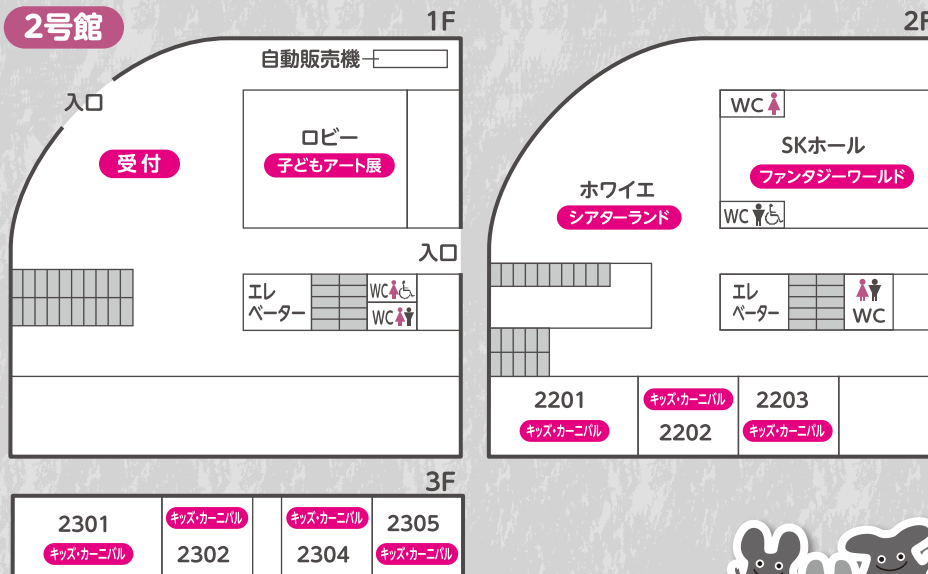 2号館
1F
自動販売機
入口
ロビー
受付
子どもアート展
入口
エレ
ベーター
WC
WC
2F
WC
SKホール
ファンタジーワールド
ホワイエ
シアターランド
WC
エレ
ベーター
WC
2201
キッズ・カーニバル
キッズ・カーニバル
2202
2203
キッズ・カーニバル
3F
2301
キッズ・カーニバル
キッズ・カーニバル
2302
キッズ・カーニバル
2304
2305
キッズ・カーニバル